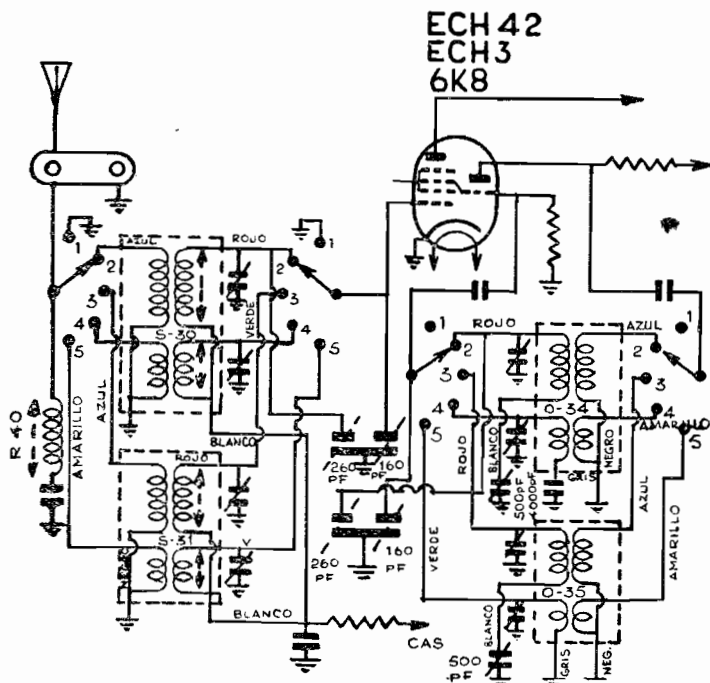 ECH 42
ECH3
6K8
1
2
3
4
5
AZUL
ROJO
1
2
3
4
5
VERDE
S-30
R 40
AMARILLO
AZUL
BLANCO
ROJO
S-31
V
NEGRO
BLANCO
CAS
260 PF
160 PF
260 PF
160 PF
1
2
3
4
5
ROJO
AZUL
1
2
3
4
5
AMARILLO
O-34
ROJO
BLANCO
500PF
4000PF
GRIS
NEGRO
AZUL
AMARILLO
VERDE
O-35
BLANCO
500 PF
GRIS
NEG.